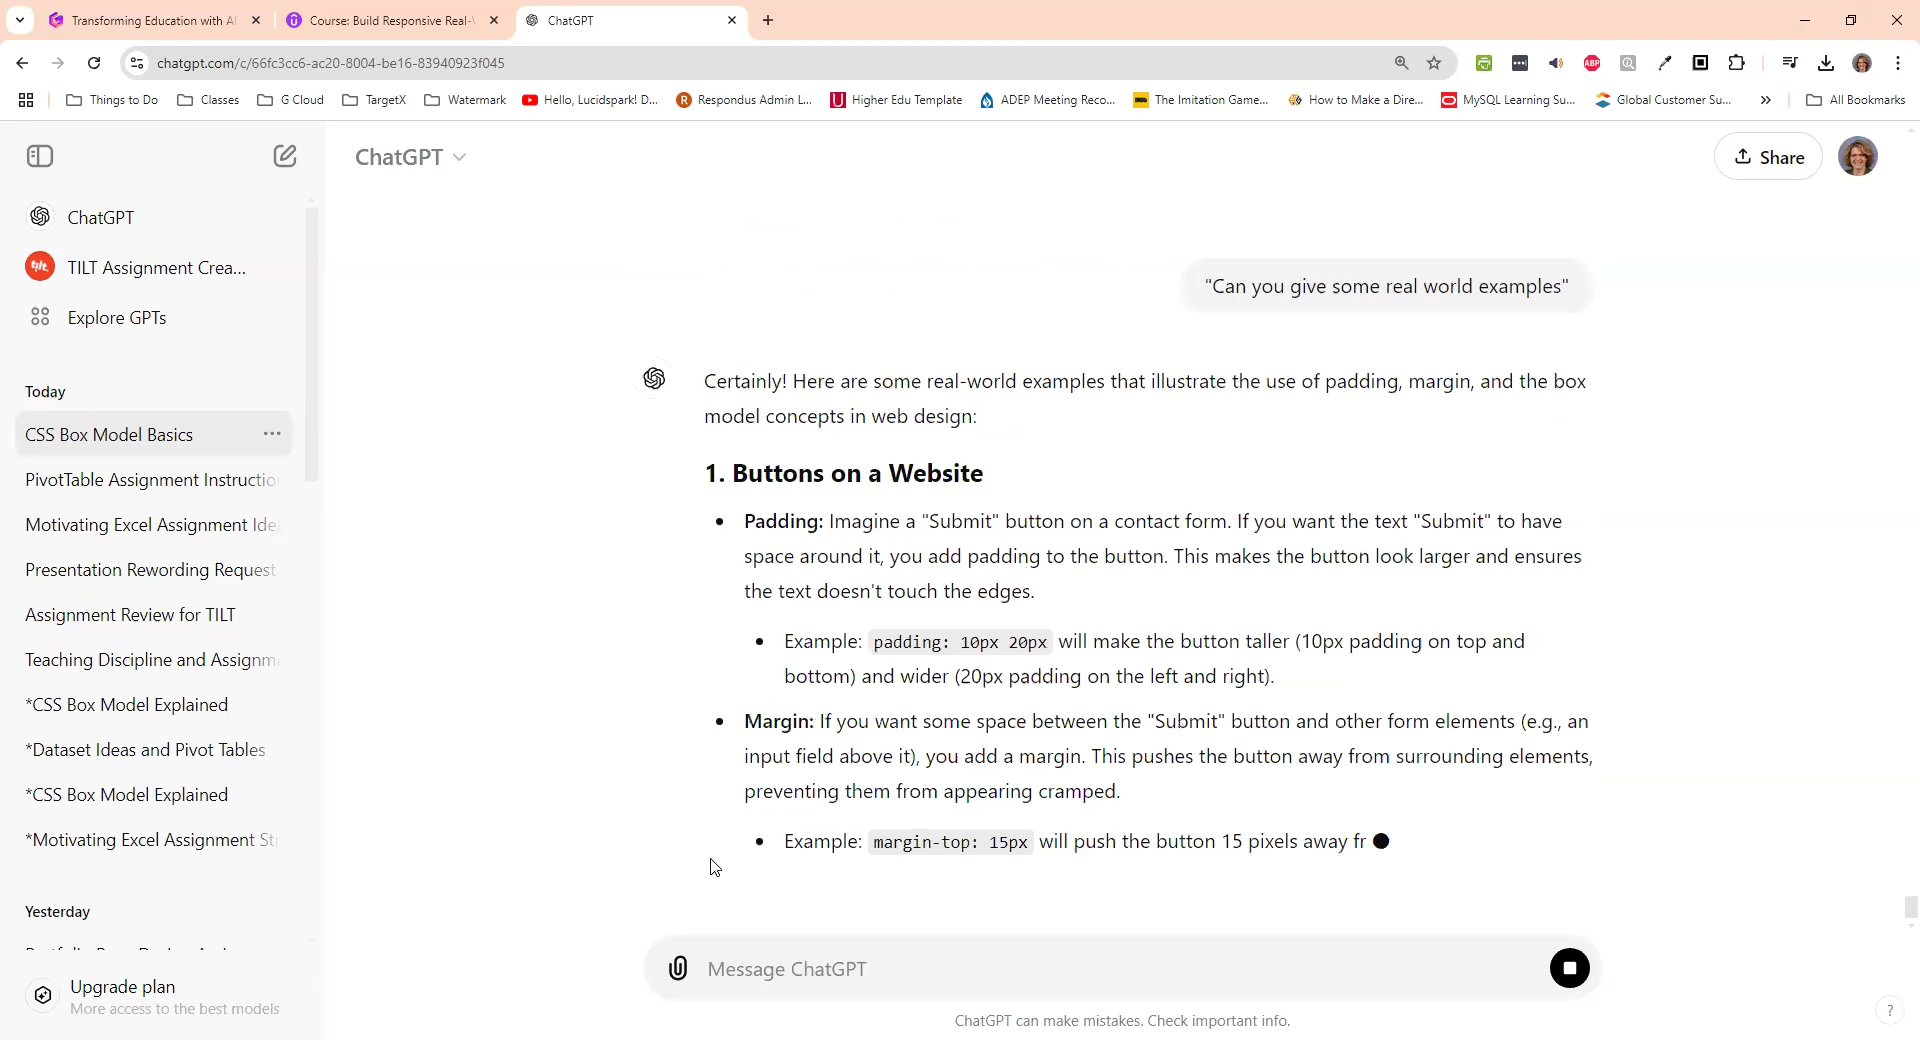 Transforming Education with AI
Course: Build Responsive Real-
ChatGPT
chatgpt.com/c/66fc3cc6-ac20-8004-be16-83940923f045
ABP
Things to Do
Classes
G Cloud
TargetX
Watermark
Hello, Lucidspark! D...
Respondus Admin L...
Higher Edu Template
ADEP Meeting Reco...
The Imitation Game...
How to Make a Dire...
MySQL Learning Su...
Global Customer Su...
All Bookmarks
ChatGPT
Share
ChatGPT
tilt.
TILT Assignment Crea...
Explore GPTs
Today
CSS Box Model Basics
PivotTable Assignment Instruction
Motivating Excel Assignment Ide
Presentation Rewording Request
Assignment Review for TILT
Teaching Discipline and Assignm
*CSS Box Model Explained
*Dataset Ideas and Pivot Tables
*CSS Box Model Explained
*Motivating Excel Assignment Str
Yesterday
Upgrade plan
More access to the best models
"Can you give some real world examples"
Certainly! Here are some real-world examples that illustrate the use of padding, margin, and the box
model concepts in web design:
1. Buttons on a Website
Padding: Imagine a "Submit" button on a contact form. If you want the text "Submit" to have
space around it, you add padding to the button. This makes the button look larger and ensures
the text doesn't touch the edges.
Example: padding: 10px 20px will make the button taller (10px padding on top and
bottom) and wider (20px padding on the left and right).
Margin: If you want some space between the "Submit" button and other form elements (e.g., an
input field above it), you add a margin. This pushes the button away from surrounding elements,
preventing them from appearing cramped.
Example: margin-top: 15px will push the button 15 pixels away fr
Message ChatGPT
ChatGPT can make mistakes. Check important info.
?